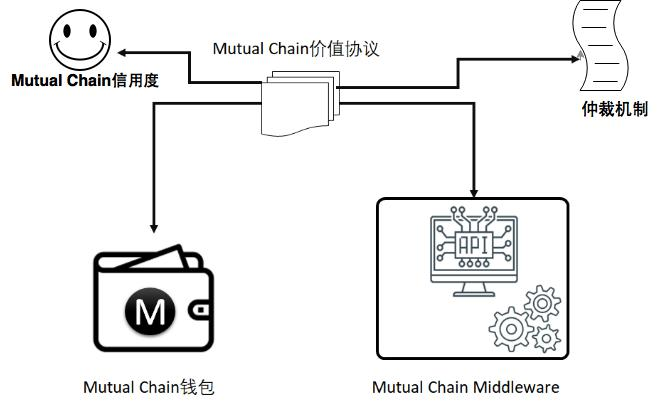 Mutual Chain价值协议
Mutual Chain信用度
仲裁机制
API
M
Mutual Chain钱包
Mutual Chain Middleware